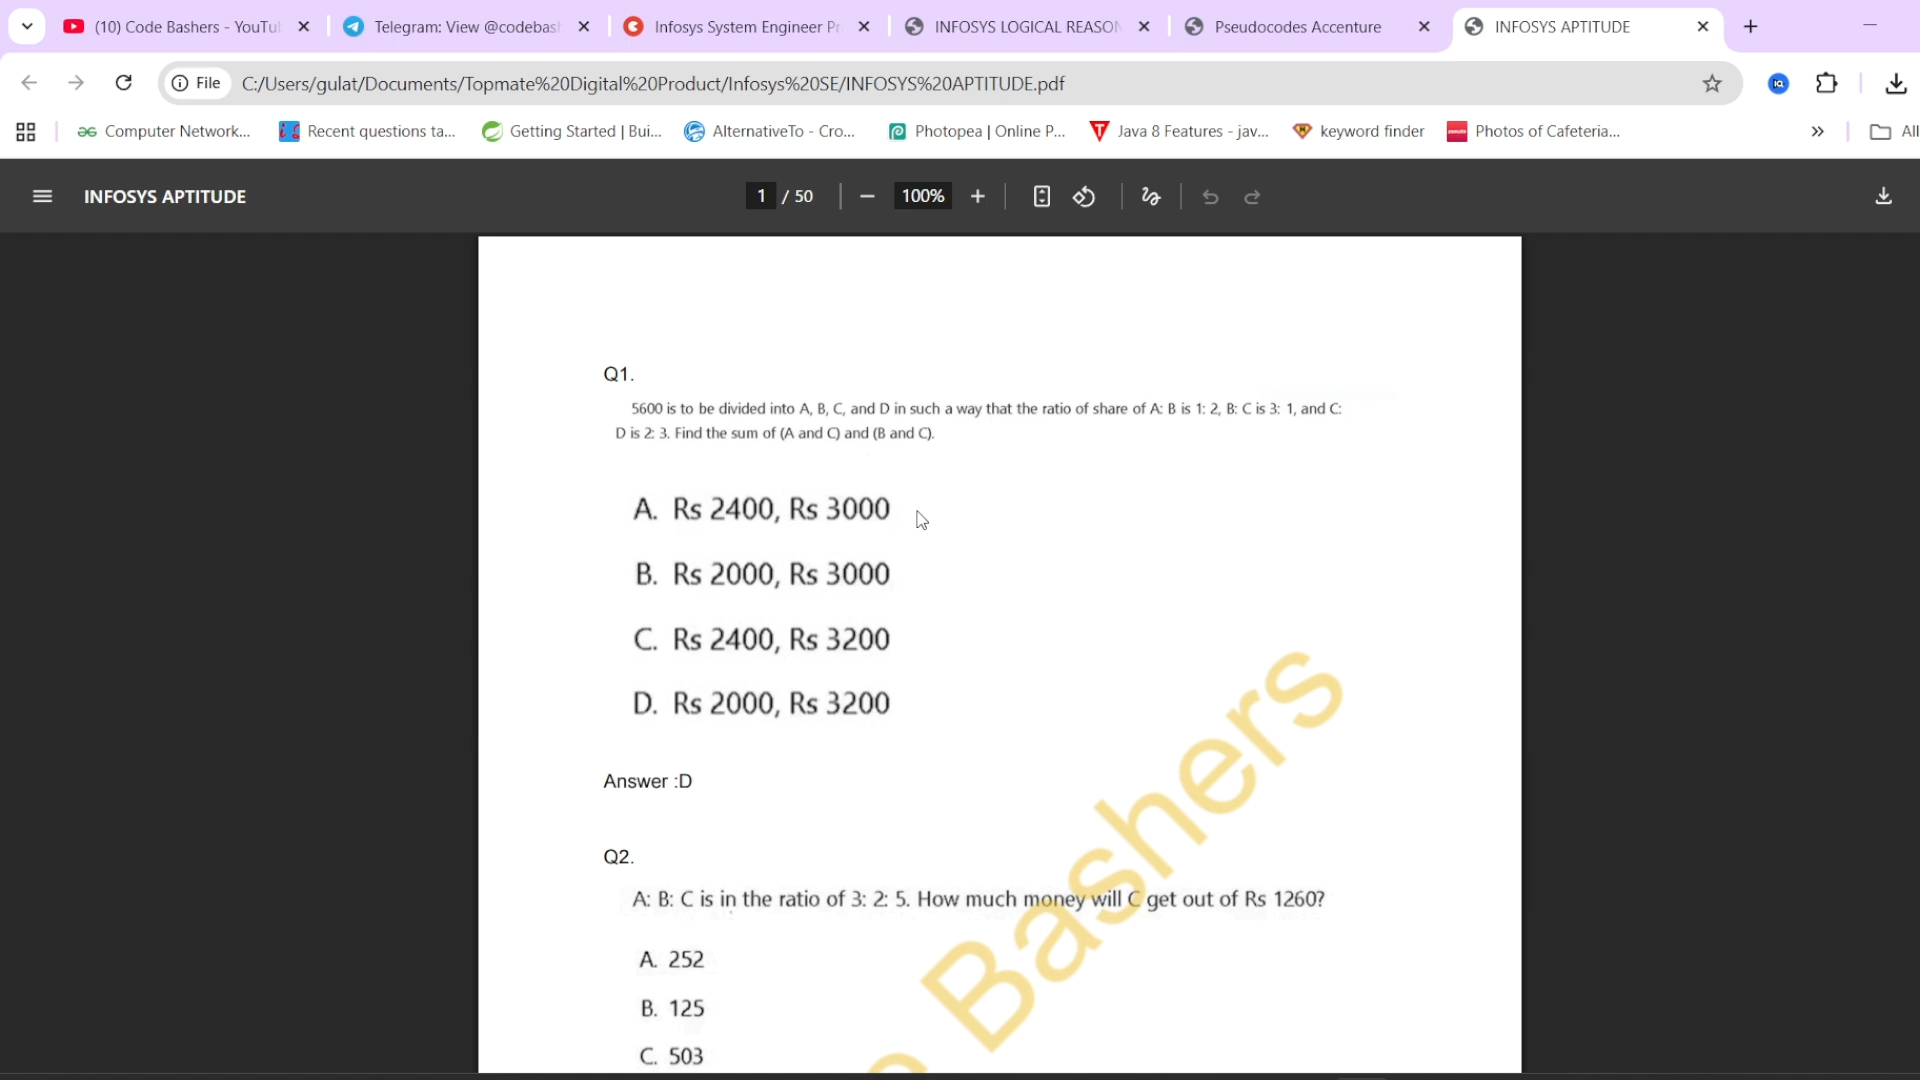 (10) Code Bashers - YouTu
Telegram: View @codebas
Infosys System Engineer Pr
INFOSYS LOGICAL REASON
Pseudocodes Accenture
INFOSYS APTITUDE
File
C:/Users/gulat/Documents/Topmate%20Digital%20Product/Infosys%20SE/INFOSYS%20APTITUDE.pdf
Computer Network...
Recent questions ta...
Getting Started | Bui...
AlternativeTo - Cro...
Photopea | Online P...
Java 8 Features - jav...
keyword finder
Photos of Cafeteria...
All
INFOSYS APTITUDE
1 / 50
100%
Q1.
5600 is to be divided into A, B, C, and D in such a way that the ratio of share of A: B is 1: 2, B: C is 3: 1, and C:
D is 2: 3. Find the sum of (A and C) and (B and C).
A. Rs 2400, Rs 3000
B. Rs 2000, Rs 3000
C. Rs 2400, Rs 3200
D. Rs 2000, Rs 3200
Answer :D
Q2.
A: B: C is in the ratio of 3: 2: 5. How much money will C get out of Rs 1260?
A. 252
B. 125
C. 503
Bashers